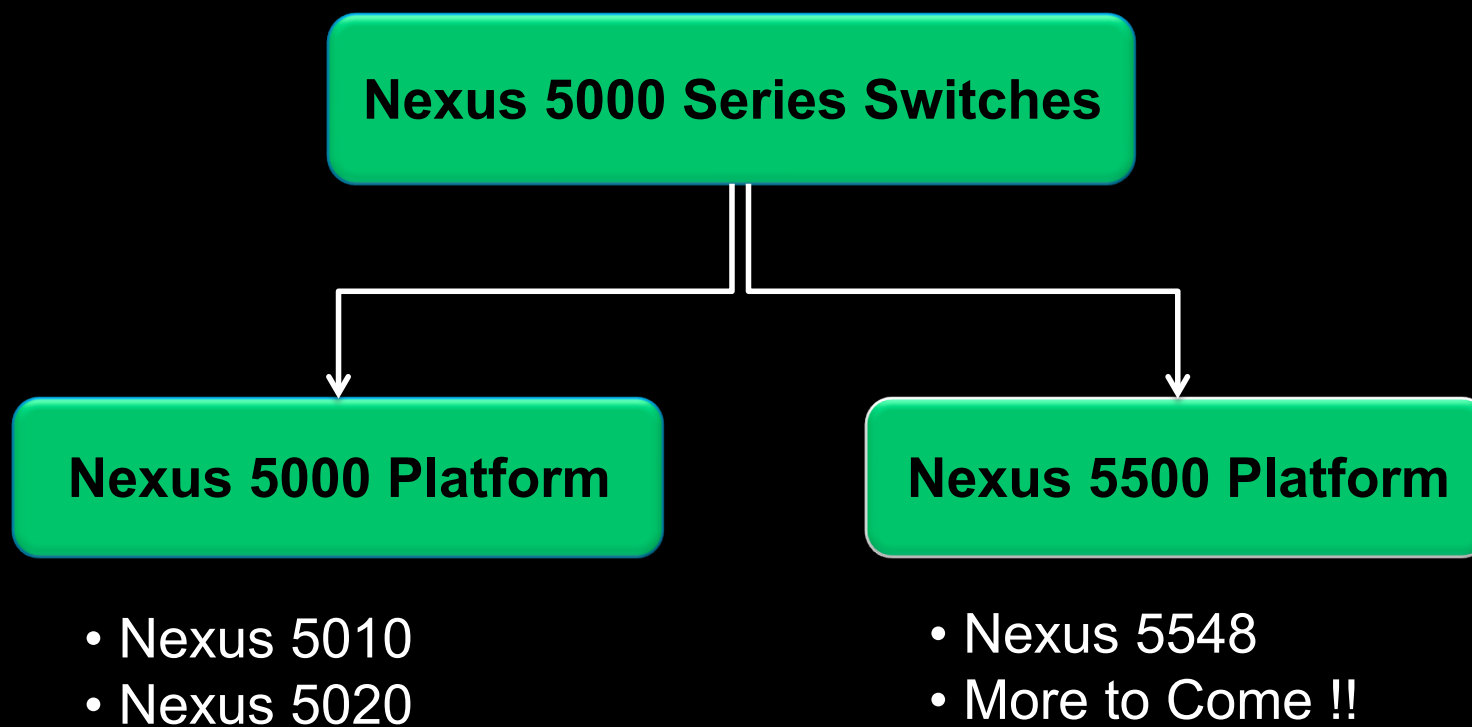 Nexus 5000 Series Switches
Nexus 5000 Platform
Nexus 5500 Platform
• Nexus 5010
• Nexus 5020
• Nexus 5548
• More to Come !!